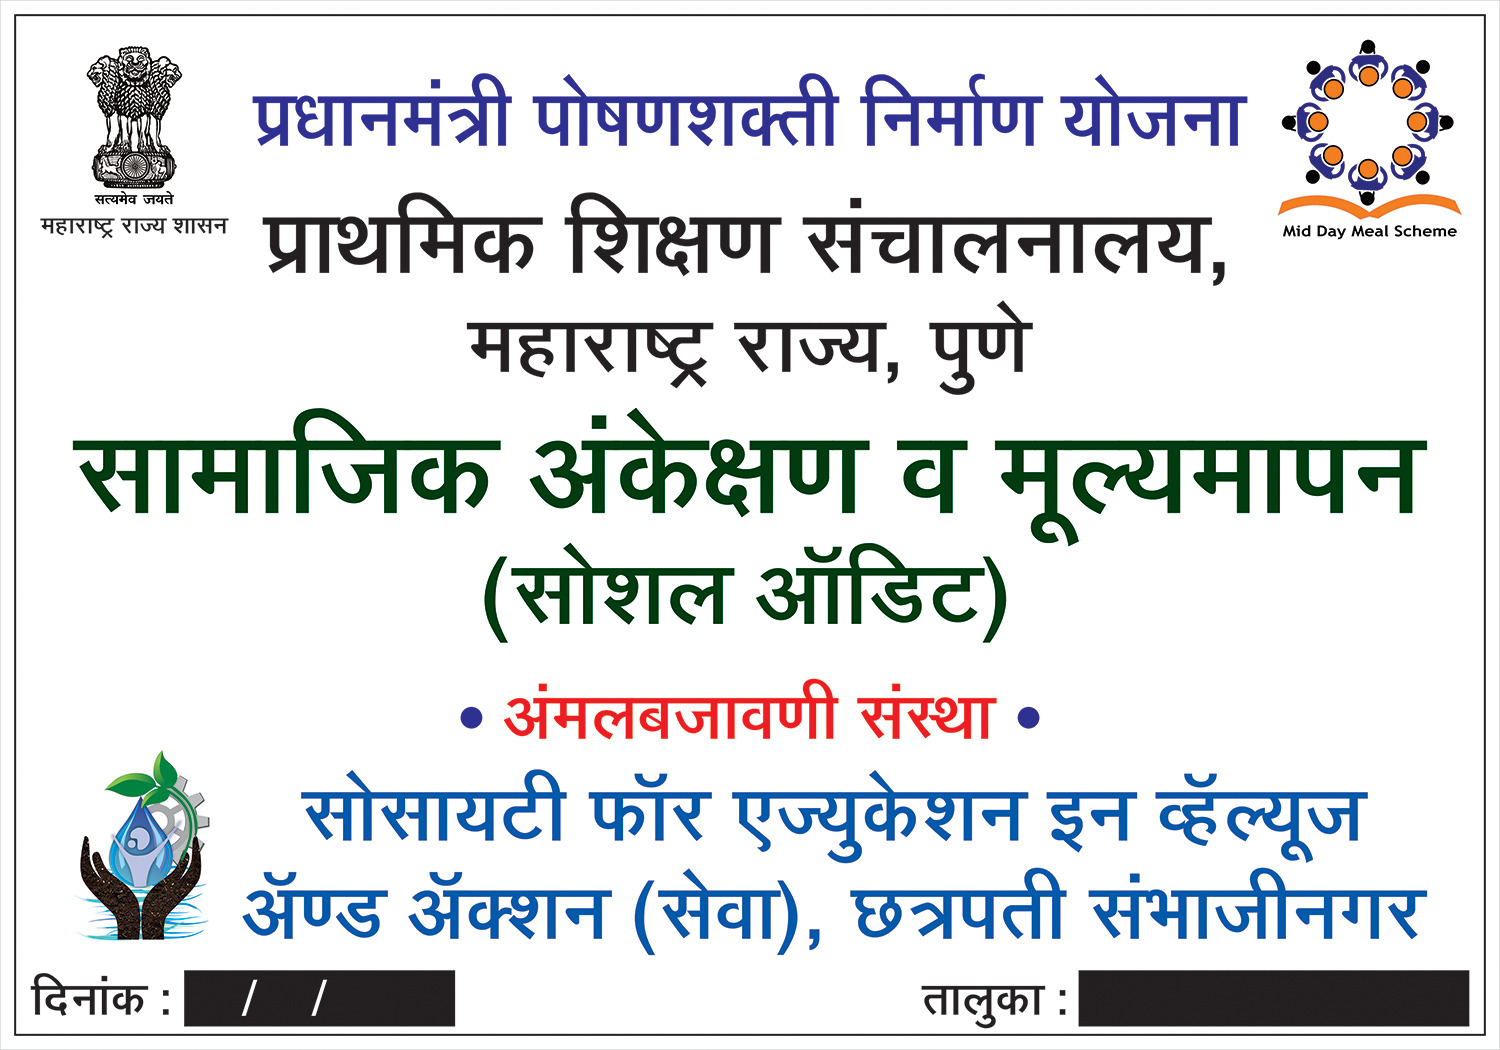 प्रधानमंत्री पोषणशक्ती निर्माण योजना
सत्यमेव जयते
महाराष्ट्र राज्य शासन
Mid Day Meal Scheme
प्राथमिक शिक्षण संचालनालय,
महाराष्ट्र राज्य, पुणे
सामाजिक अंकेक्षण व मूल्यमापन
(सोशल ऑडिट)
• अंमलबजावणी संस्था •
सोसायटी फॉर एज्युकेशन इन व्हॅल्यूज
ॲण्ड ॲक्शन (सेवा), छत्रपती संभाजीनगर
दिनांक : / /
तालुका :